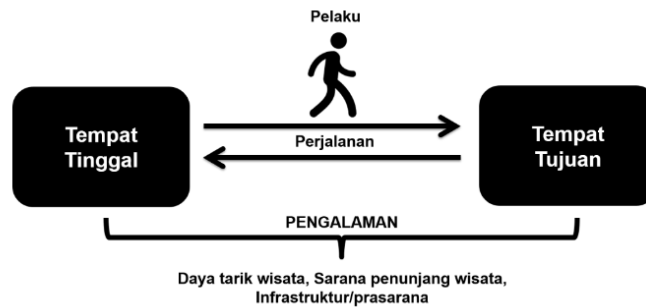 Pelaku
Tempat
Tinggal
Perjalanan
Tempat
Tujuan
PENGALAMAN
Daya tarik wisata, Sarana penunjang wisata,
Infrastruktur/prasarana